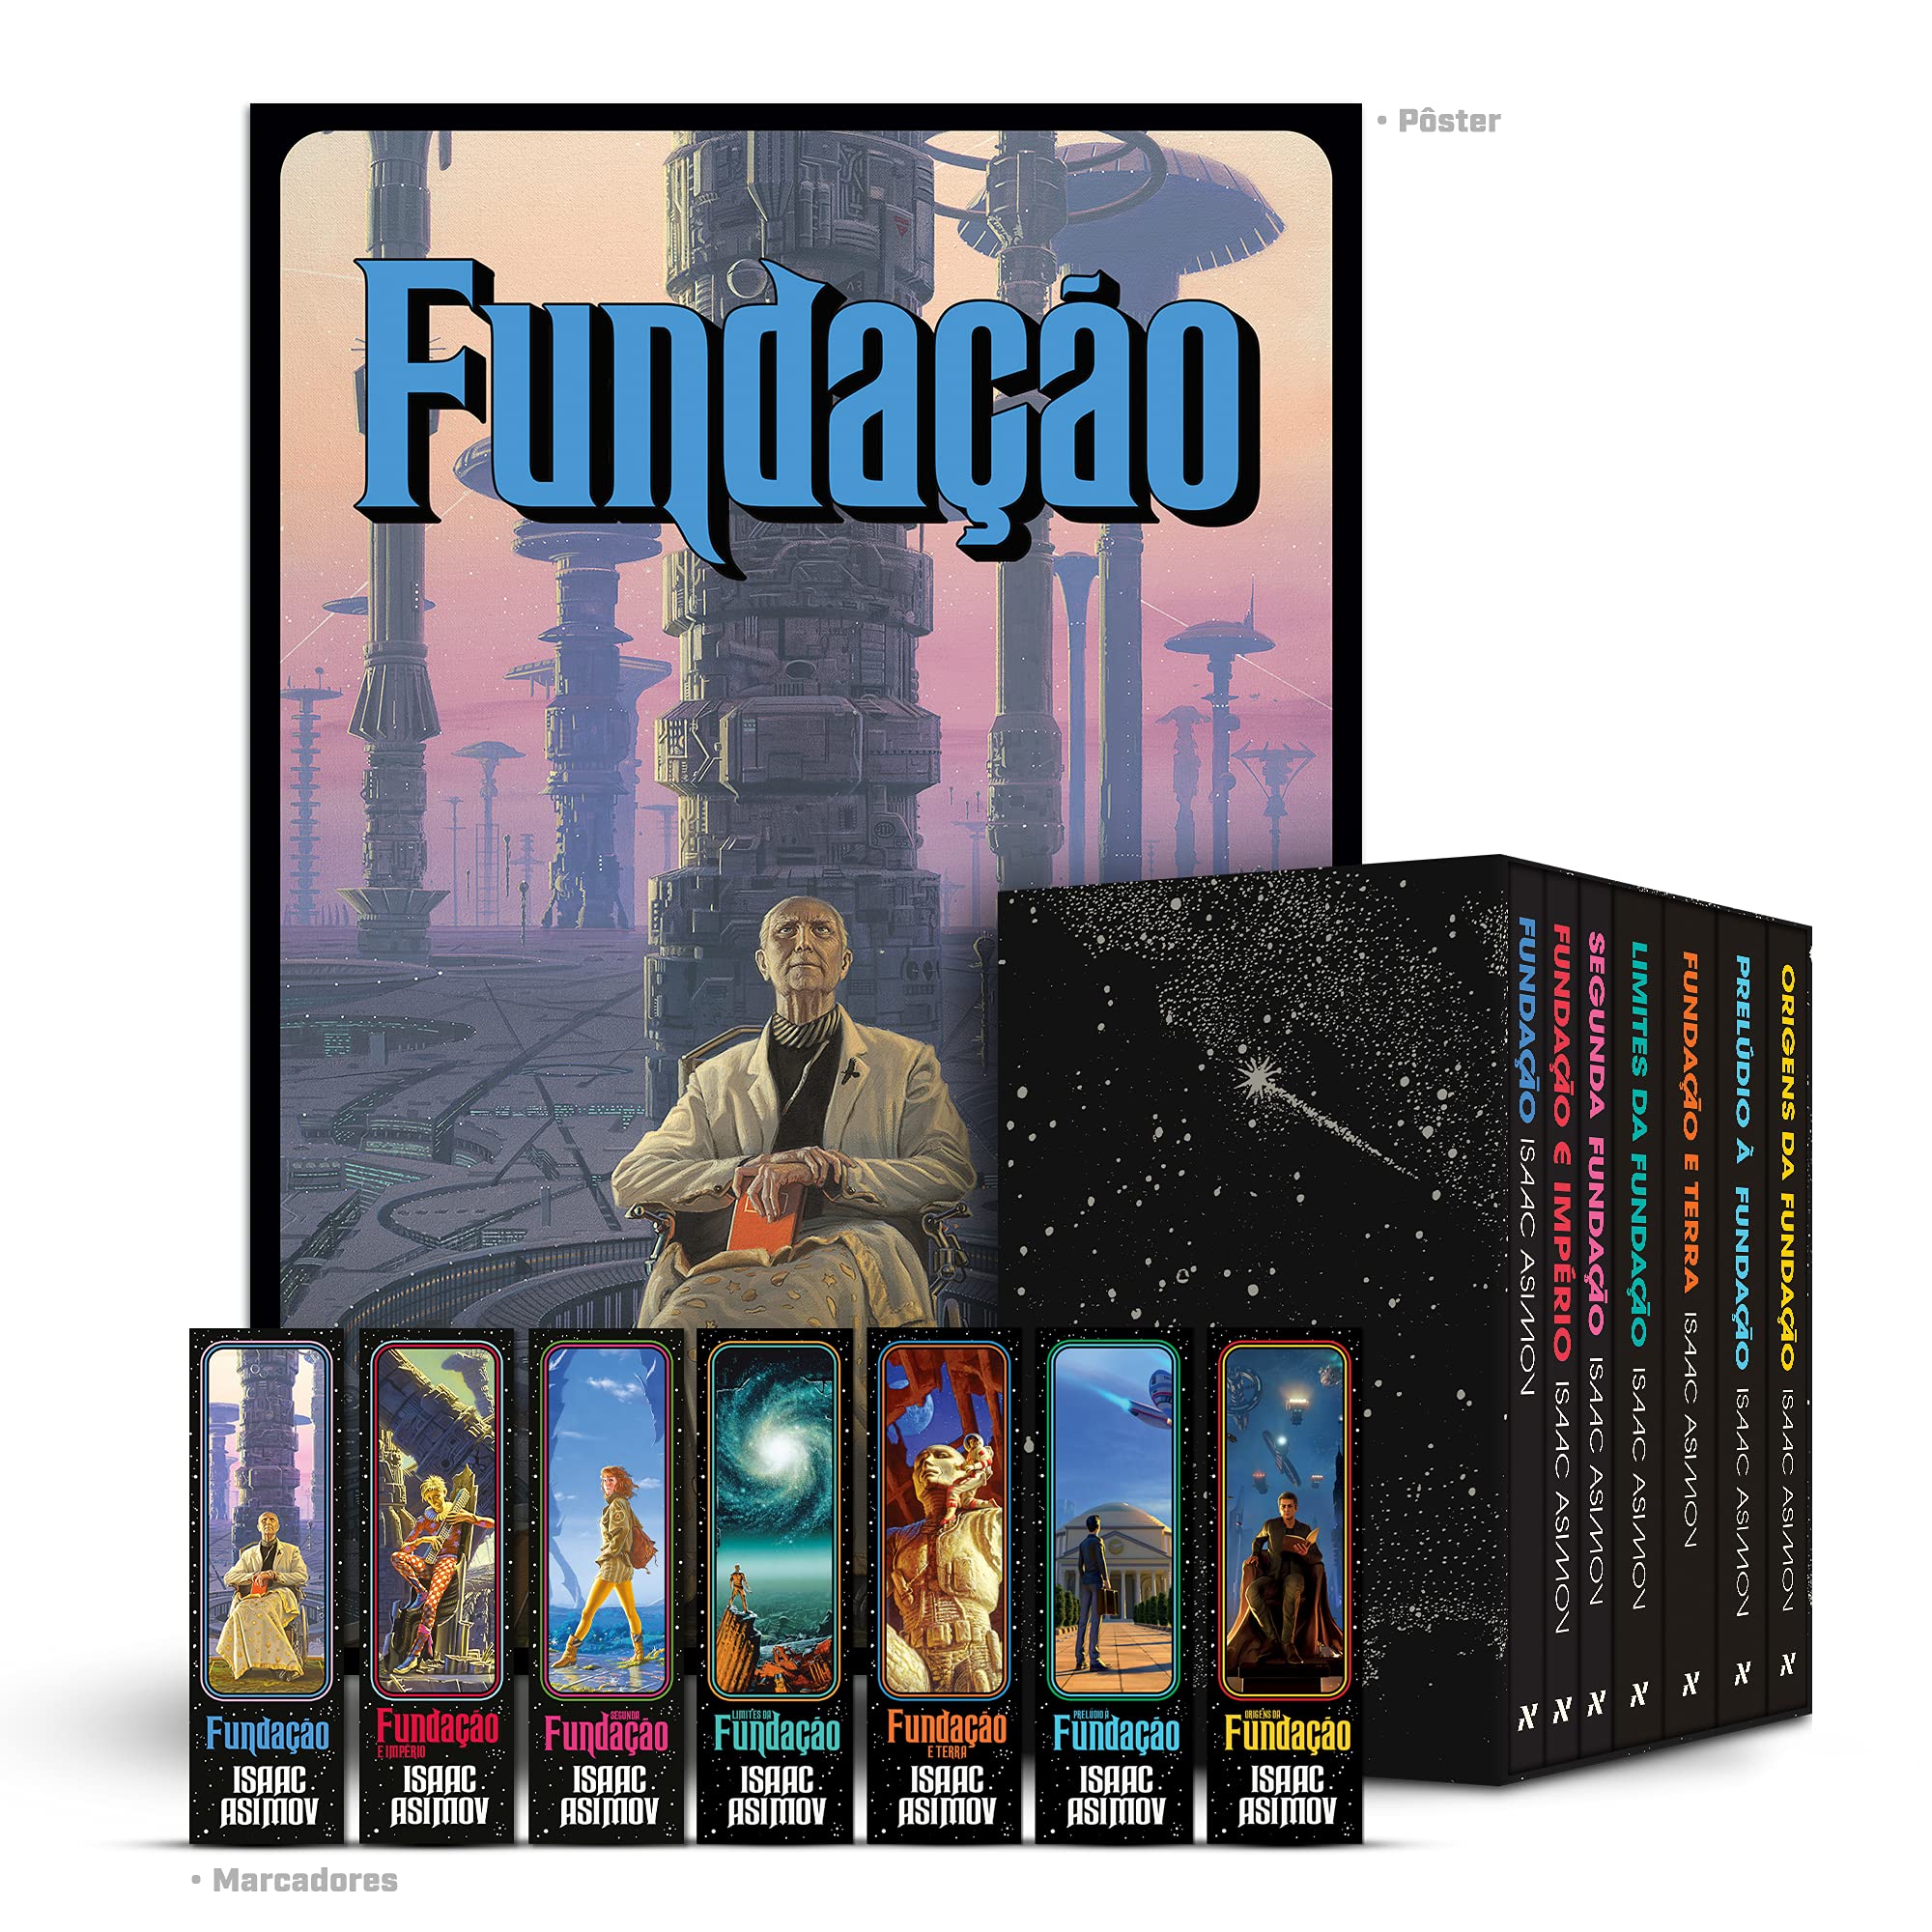 • Pôster
Fundação
FUNDAÇÃO ISAAC ASIMOV
FUNDAÇÃO E IMPÉRIO ISAAC ASIMOV
SEGUNDA FUNDAÇÃO ISAAC ASIMOV
LIMITES DA FUNDAÇÃO ISAAC ASIMOV
FUNDAÇÃO E TERRA ISAAC ASIMOV
PRELÚDIO À FUNDAÇÃO ISAAC ASIMOV
ORIGENS DA FUNDAÇÃO ISAAC ASIMOV
Fundação
ISAAC
ASIMOV
Fundação
E IMPÉRIO
ISAAC
ASIMOV
SEGUNDA
Fundação
ISAAC
ASIMOV
LIMITES DA
Fundação
ISAAC
ASIMOV
Fundação
E TERRA
ISAAC
ASIMOV
PRELÚDIO À
Fundação
ISAAC
ASIMOV
ORIGENS DA
Fundação
ISAAC
ASIMOV
• Marcadores